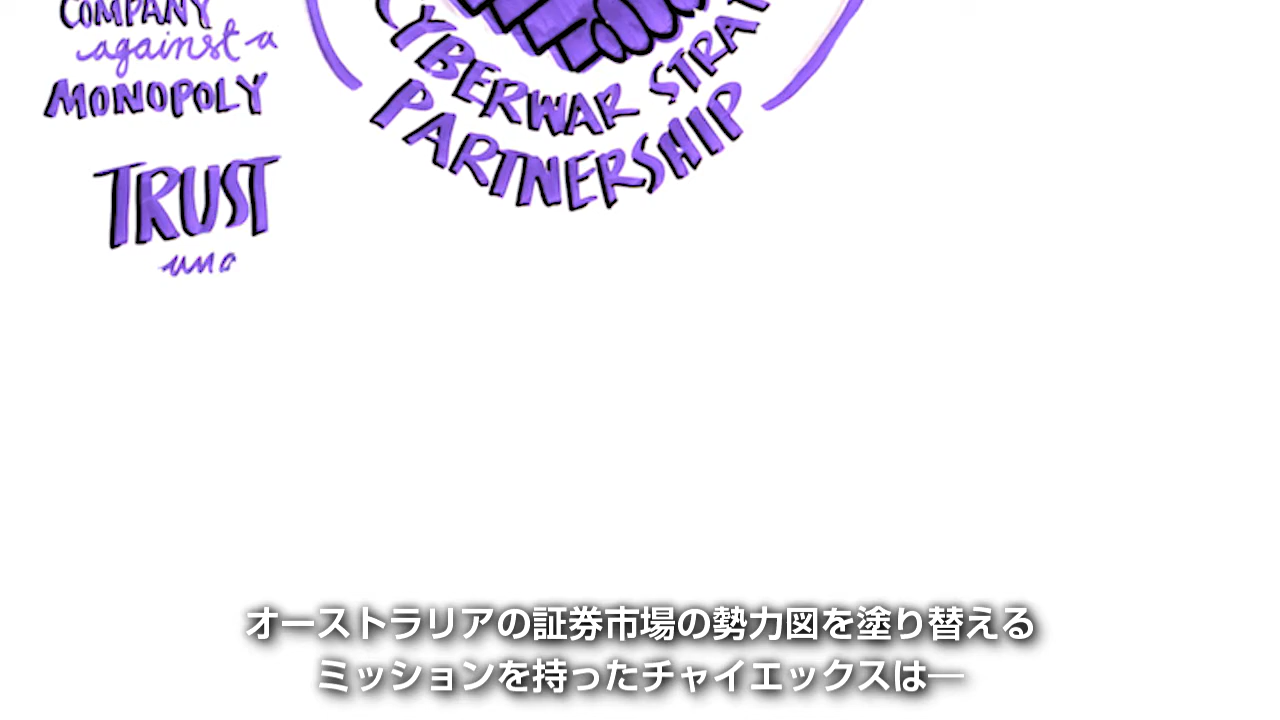 COMPANY
against a
MONOPOLY
TRUST
CYBERWAR
PARTNERSHIP
オーストラリアの証券市場の勢力図を塗り替える
ミッションを持ったチャイエックスは―